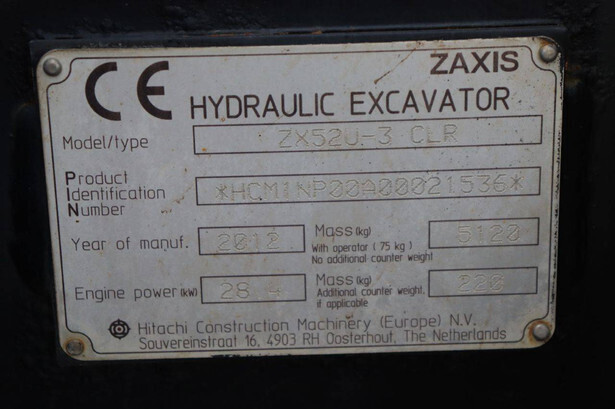 ZAXIS
CE HYDRAULIC EXCAVATOR
Model/type ZX52U-3 CLR
Product
Identification *HCM1NP00A00021536*
Number
Year of manuf. 2012 Mass (kg) 5120
With operator ( 75 kg )
No additional counter weight
Engine power (kW) 28.4 Mass (kg) 220
Additional counter weight,
if applicable
Hitachi Construction Machinery (Europe) N.V.
Souvereinstraat 16, 4903 RH Oosterhout, The Netherlands